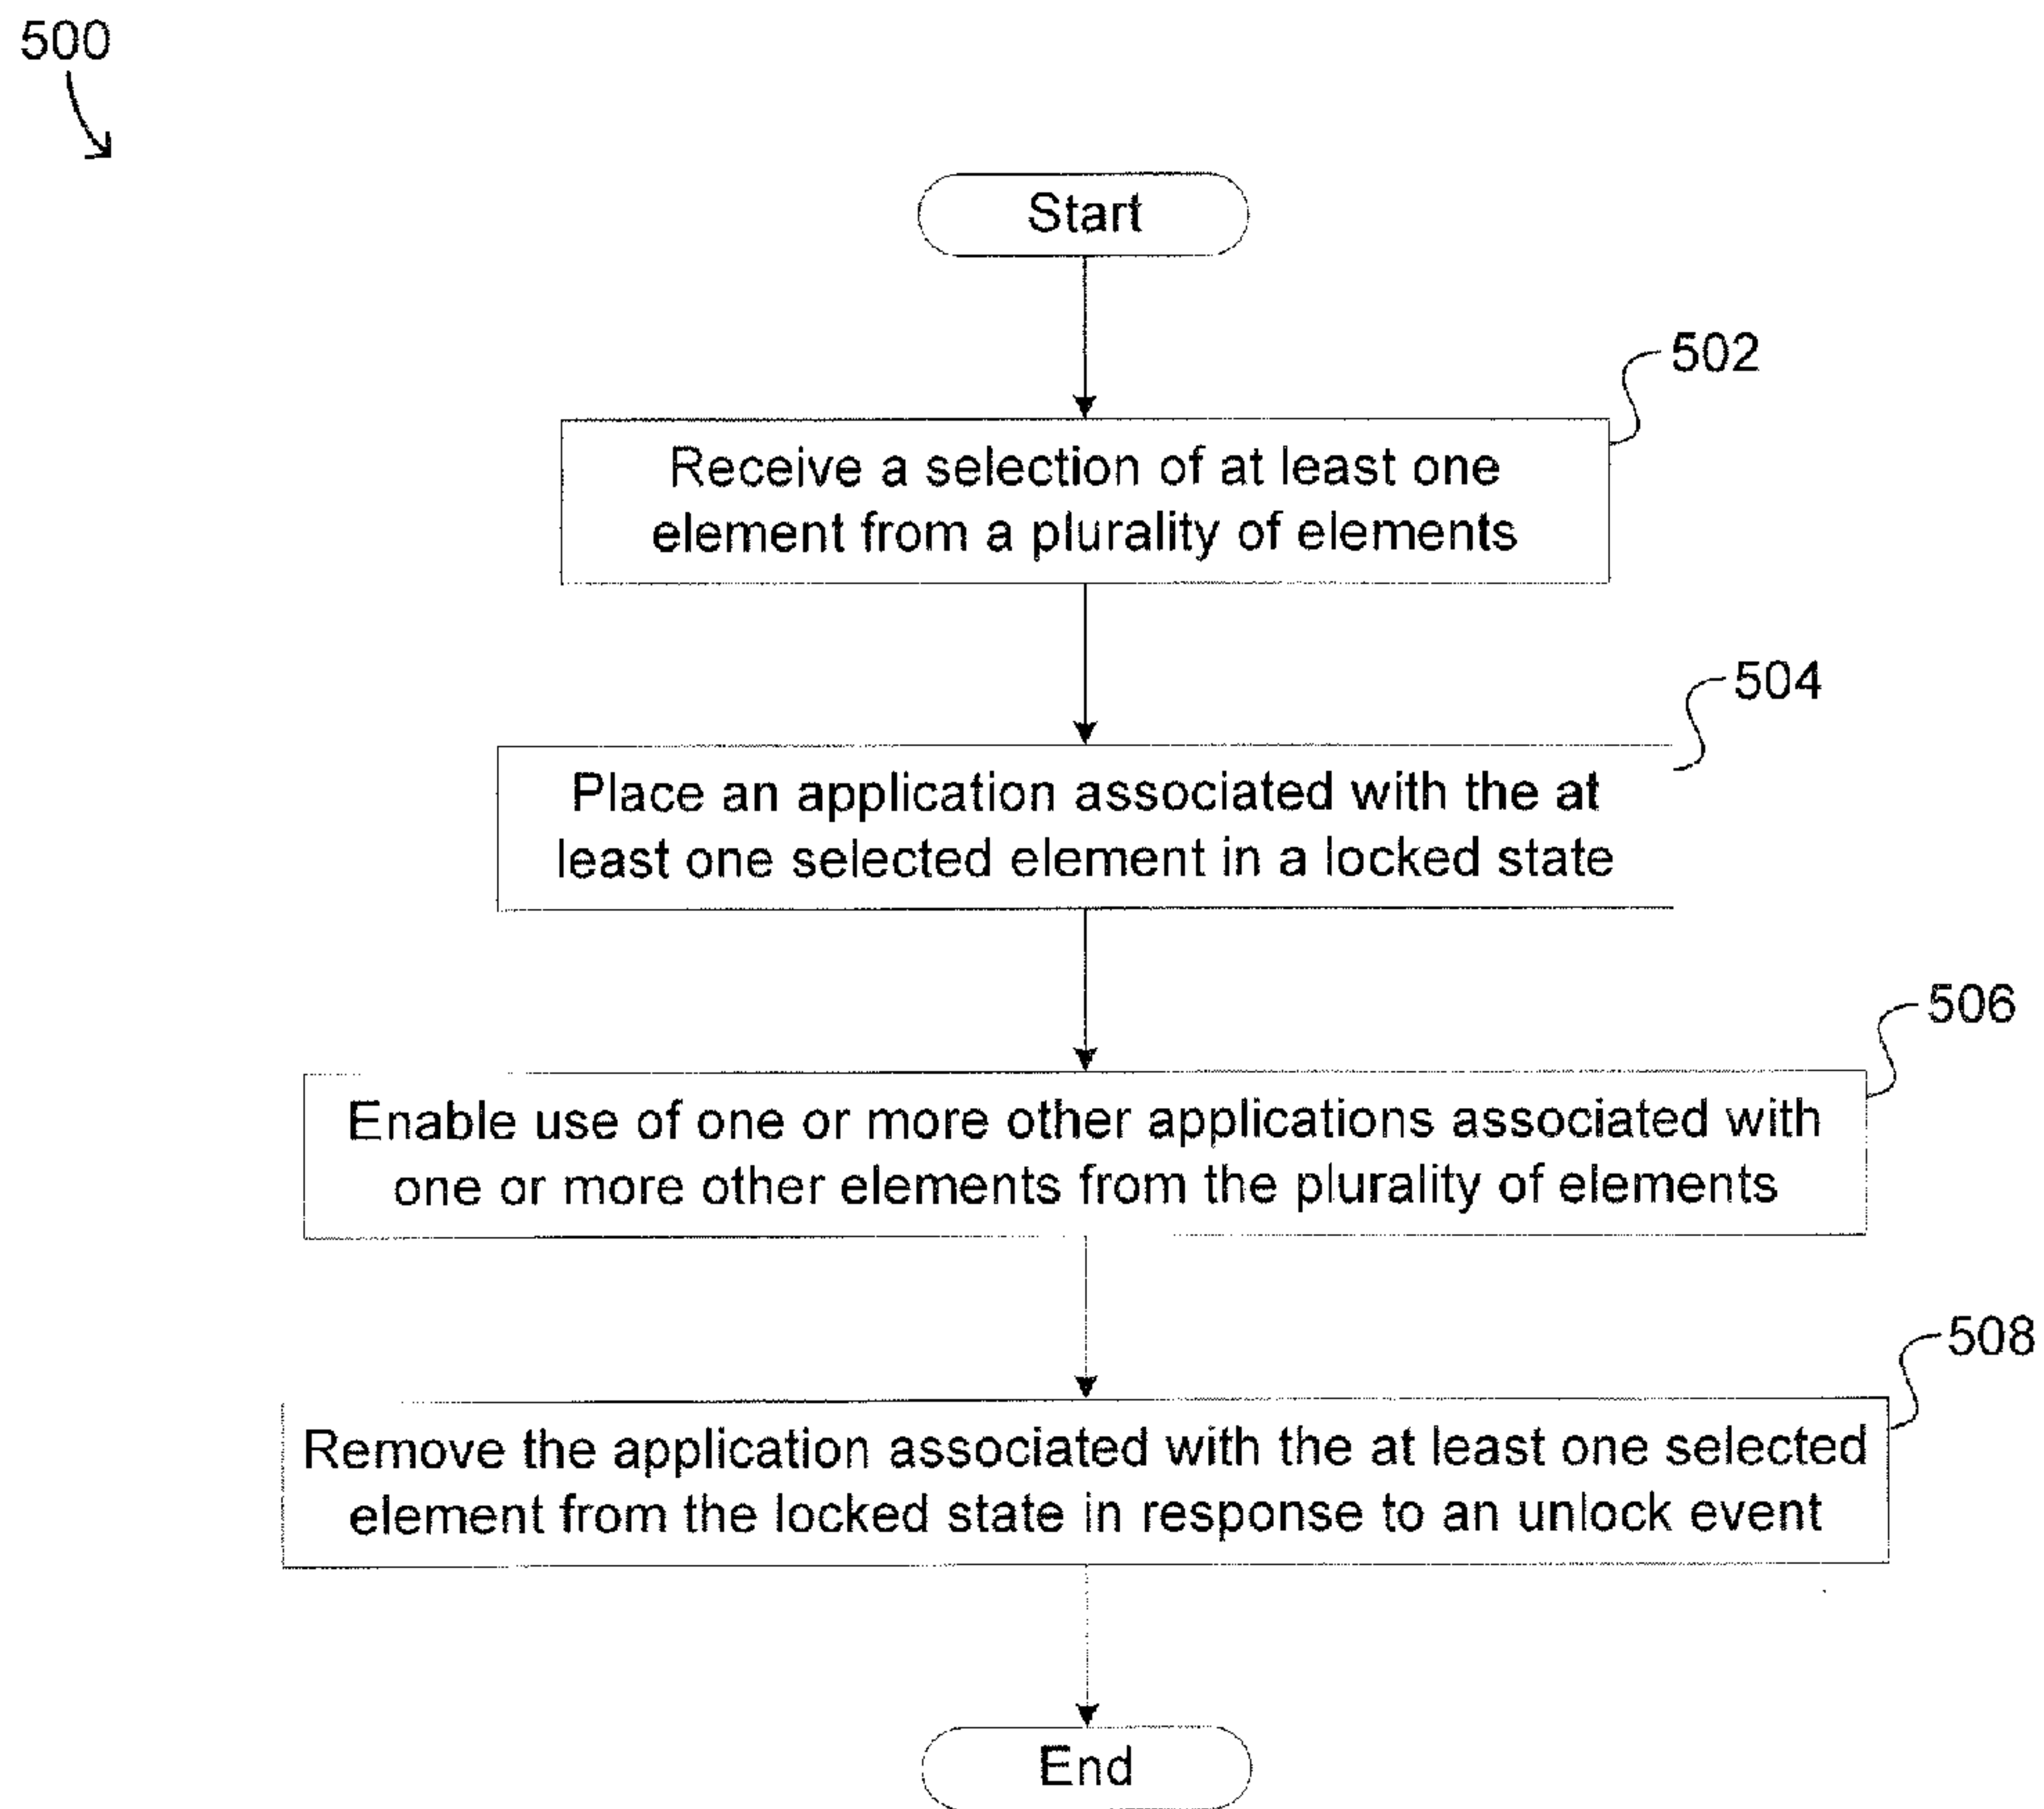 500
Start
502
Receive a selection of at least one
element from a plurality of elements
504
Place an application associated with the at
least one selected element in a locked state
506
Enable use of one or more other applications associated with
one or more other elements from the plurality of elements
508
Remove the application associated with the at least one selected
element from the locked state in response to an unlock event
End